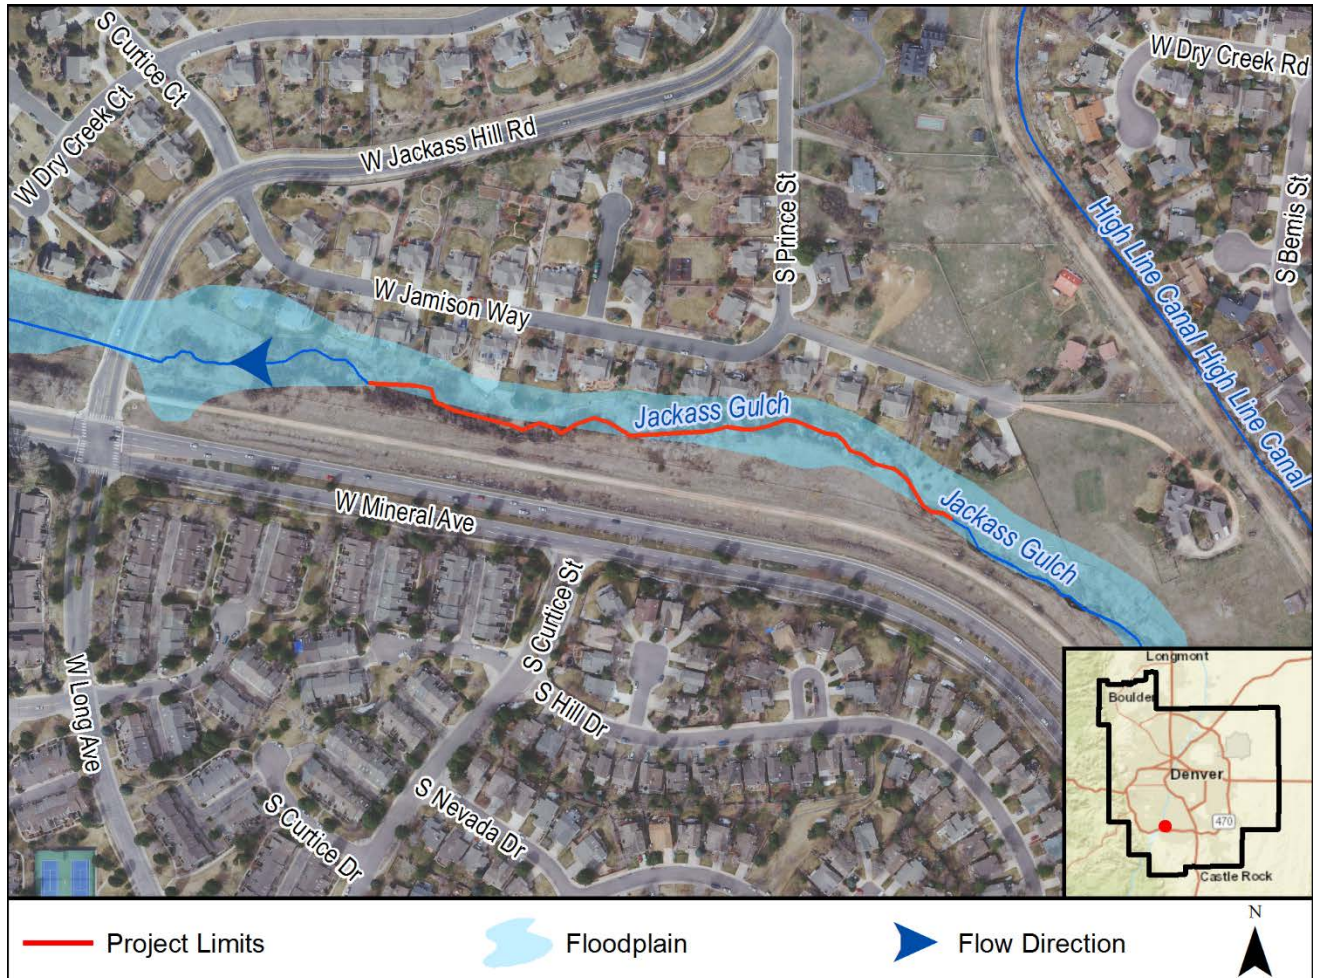 S Curtice Ct
W Dry Creek Rd
W Dry Creek Ct
W Jackass Hill Rd
S Prince St
High Line Canal High Line Canal
S Bemis St
W Jamison Way
Jackass Gulch
Jackass Gulch
W Mineral Ave
S Curtice St
S Hill Dr
W Long Ave
S Nevada Dr
S Curtice Dr
Longmont
Boulder
Denver
470
Castle Rock
Project Limits
Floodplain
Flow Direction
N